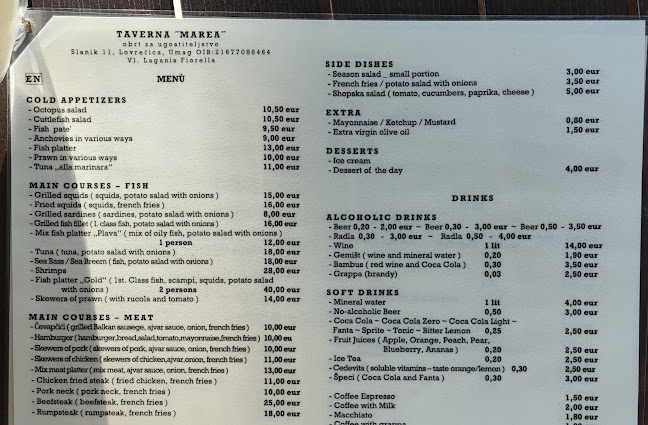 TAVERNA "MAREA"
obrt za ugostiteljstvo
Slanik 11, Lovrečica, Umag OIB:21677086464
Vl. Laganis Fiorella
EN
MENÙ
COLD APPETIZERS
- Octopus salad 10,50 eur
- Cuttlefish salad 10,50 eur
- Fish pate' 9,50 eur
- Anchovies in various ways 9,00 eur
- Fish platter 13,00 eur
- Prawn in various ways 10,00 eur
- Tuna „alla marinara" 11,00 eur
MAIN COURSES – FISH
- Grilled squids ( squids, potato salad with onions ) 15,00 eur
- Fried squids ( squids, french fries ) 16,00 eur
- Grilled sardines ( sardines, potato salad with onions ) 8,00 eur
- Grilled fish fillet ( 1. class fish, potato salad with onions ) 16,00 eur
- Mix fish platter „Plava" ( mix of oily fish, potato salad with onions )
1 person 12,00 eur
- Tuna ( tuna, potato salad with onions ) 18,00 eur
- Sea Bass / Sea Breem ( fish, potato salad with onions ) 18,00 eur
- Shrimps 28,00 eur
- Fish platter „Gold" ( 1st. Class fish, scampi, squids, potato salad
with onions ) 2 persons 40,00 eur
- Skewers of prawn ( with rucola and tomato ) 14,00 eur
MAIN COURSES – MEAT
- Čevapčići ( grilled Balkan sausege, ajvar sauce, onion, french fries ) 10,00 eur
- Hamburger ( hamburger, bread, salad, tomato, mayonnaise, french fries ) 10,00 eu
- Skewers of pork ( skewers of pork, ajvar sauce, onion, french fries ) 10,00 eur
- Skewers of chicken ( skewers of chicken, ajvar, onion, french fries ) 11,00 eur
- Mix meat platter ( mix meat, ajvar sauce, onion, french fries ) 13,00 eur
- Chicken fried steak ( fried chicken, french fries ) 11,00 eur
- Pork neck ( pork neck, french fries ) 10,00 eur
- Beefsteak ( beefsteak, french fries ) 25,00 eur
- Rumpsteak ( rumpsteak, french fries ) 18,00 eur
SIDE DISHES
- Season salad _ small portion 3,00 eur
- French fries / potato salad with onions 3,50 eur
- Shopska salad ( tomato, cucumbers, paprika, cheese ) 5,00 eur
EXTRA
- Mayonnaise / Ketchup / Mustard 0,80 eur
- Extra virgin olive oil 1,50 eur
DESSERTS
- Ice cream
- Dessert of the day 4,00 eur
DRINKS
ALCOHOLIC DRINKS
- Beer 0,20 - 2,00 eur ~ Beer 0,30 - 3,00 eur ~ Beer 0,50 - 3,50 eur
- Radla 0,30 - 3,00 eur ~ Radla 0,50 - 4,00 eur
- Wine 1 lit 14,00 eur
- Gemišt ( wine and mineral water ) 0,20 1,90 eur
- Bambus ( red wine and Coca Cola ) 0,30 3,50 eur
- Grappa (brandy) 0,03 2,50 eur
SOFT DRINKS
- Mineral water 1 lit 4,00 eur
- No-alcoholic Beer 0,50 3,00 eur
- Coca Cola ~ Coca Cola Zero ~ Coca Cola Light ~
Fanta ~ Sprite ~ Tonic ~ Bitter Lemon 0,25 2,50 eur
- Fruit Juices ( Apple, Orange, Peach, Pear,
Blueberry, Ananas ) 0,20 2,50 eur
- Ice Tea 0,20 2,50 eur
- Cedevita ( soluble vitamins – taste orange/lemon ) 0,30 2,50 eur
- Špeci ( Coca Cola and Fanta ) 0,30 3,00 eur
- Coffee Espresso 1,50 eur
- Coffee with Milk 2,00 eur
- Macchiato 1,80 eur
- Coffee with grappa